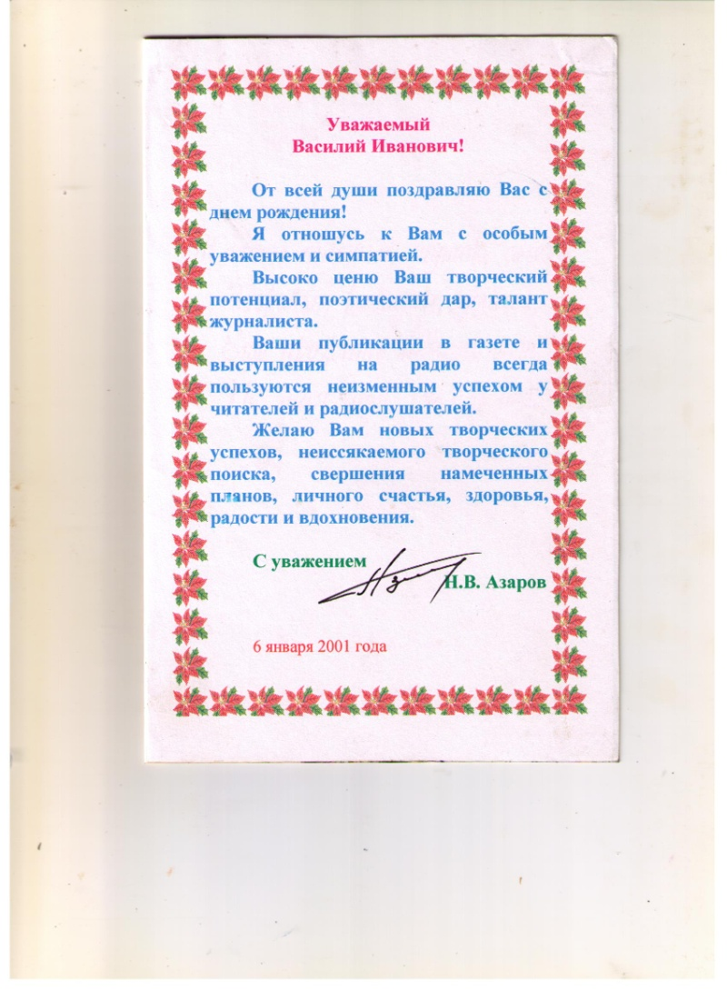 Уважаемый
Василий Иванович!
От всей души поздравляю Вас с
днем рождения!
Я отношусь к Вам с особым
уважением и симпатией.
Высоко ценю Ваш творческий
потенциал, поэтический дар, талант
журналиста.
Ваши публикации в газете и
выступления на радио всегда
пользуются неизменным успехом у
читателей и радиослушателей.
Желаю Вам новых творческих
успехов, неиссякаемого творческого
поиска, свершения намеченных
планов, личного счастья, здоровья,
радости и вдохновения.
С уважением
Н.В. Азаров
6 января 2001 года